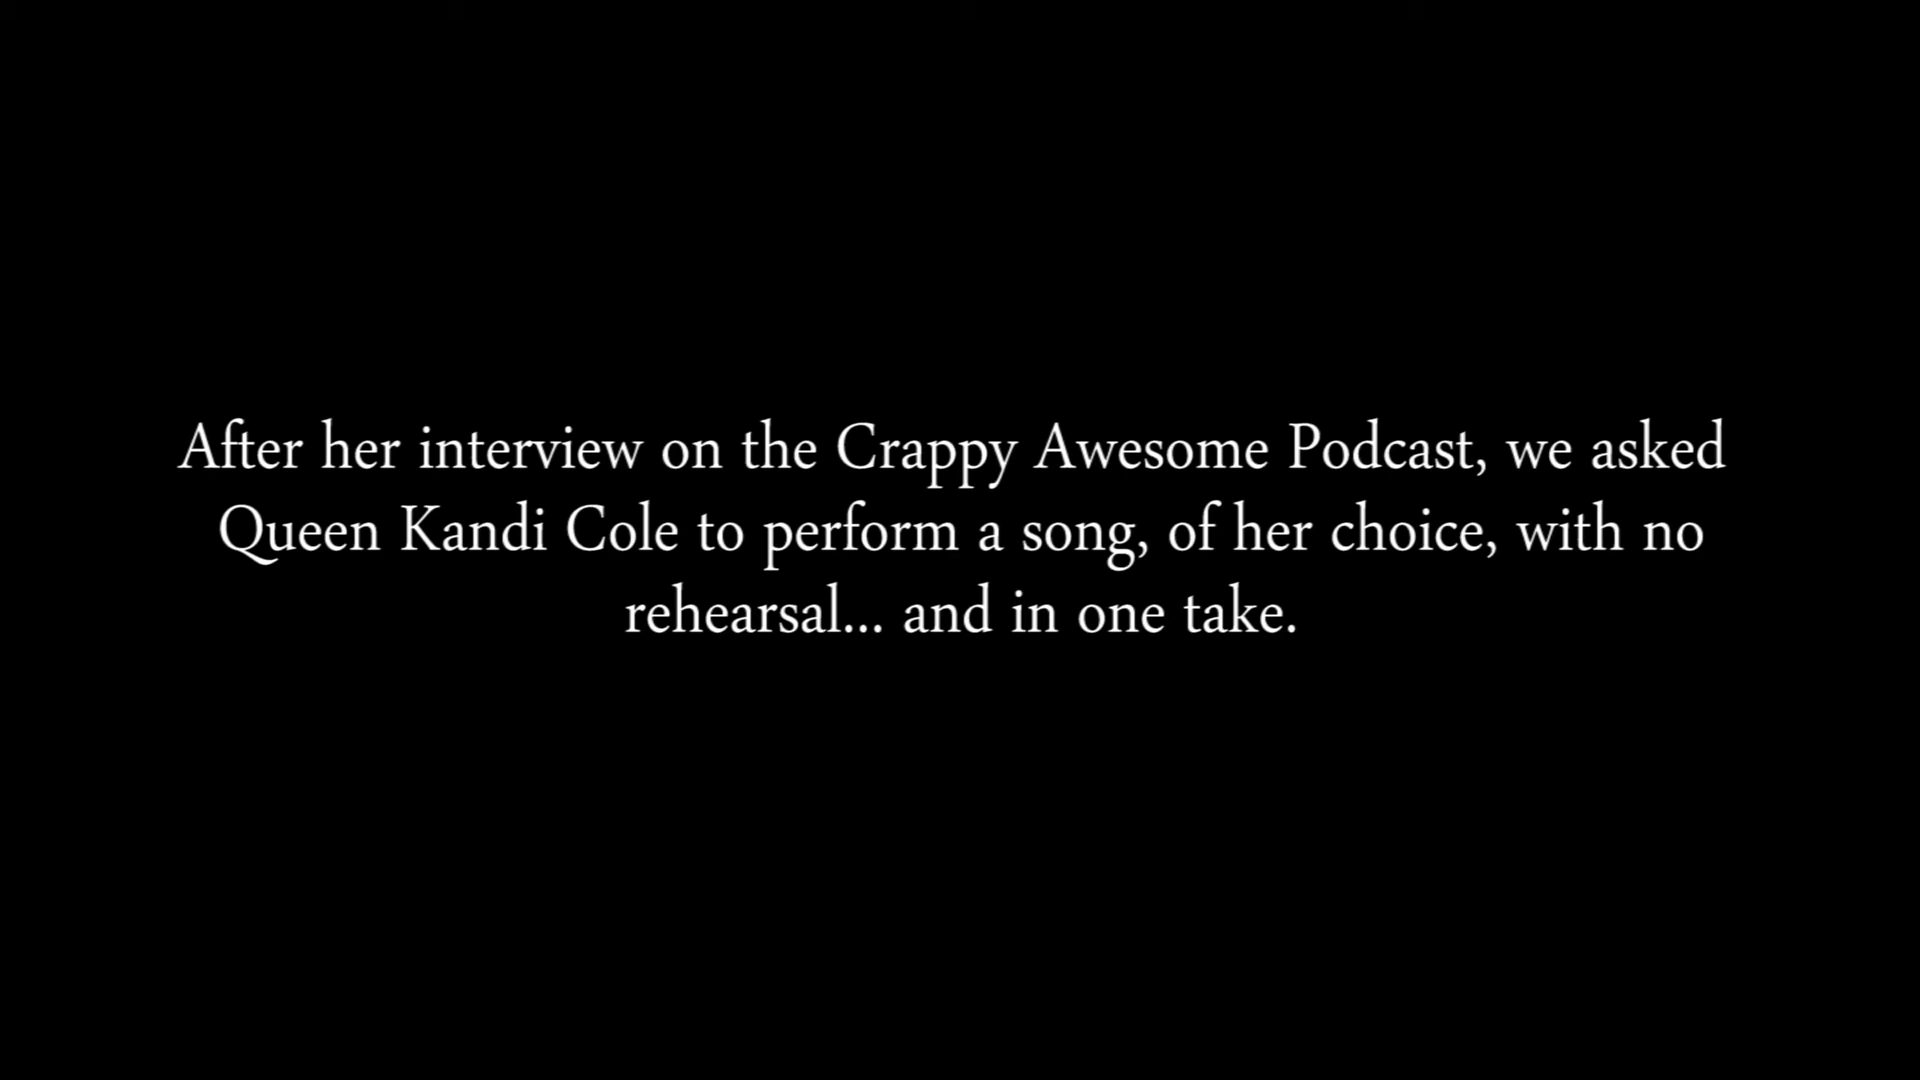 After her interview on the Crappy Awesome Podcast, we asked
Queen Kandi Cole to perform a song, of her choice, with no
rehearsal... and in one take.